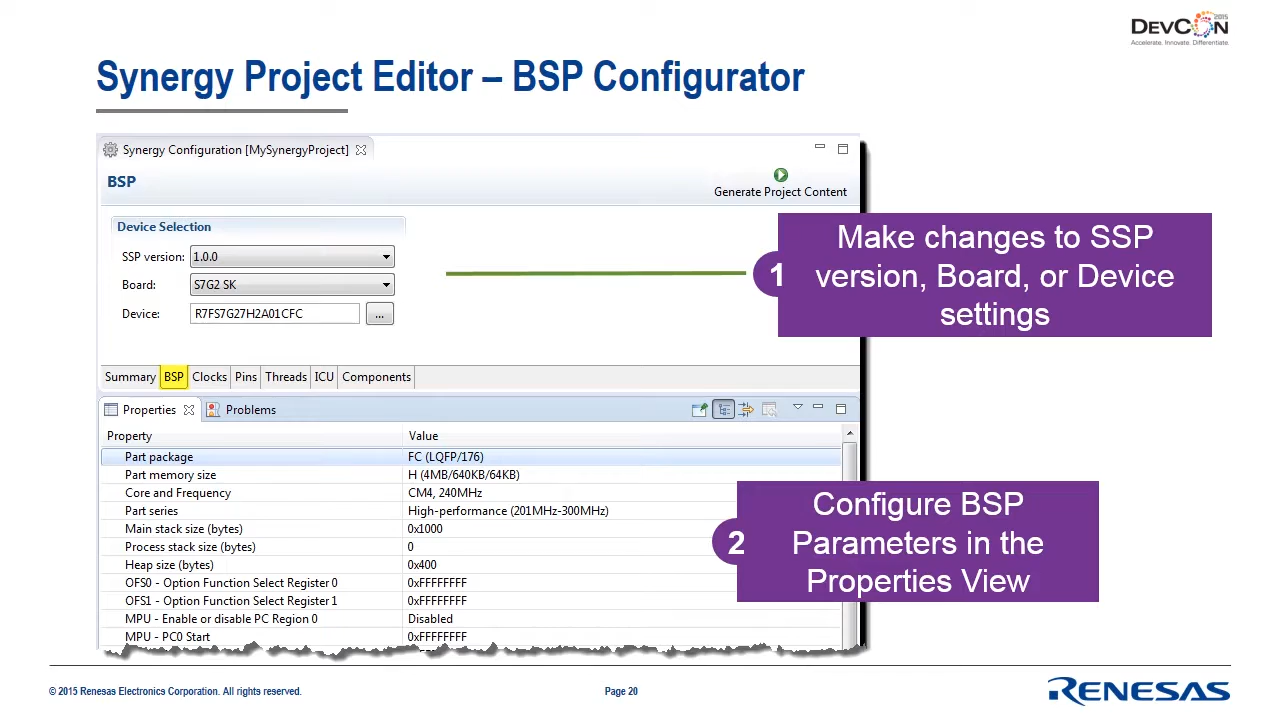 DEVCON 2015
Accelerate. Innovate. Differentiate.
Synergy Project Editor – BSP Configurator
Synergy Configuration [MySynergyProject]
BSP
Generate Project Content
Device Selection
SSP version: 1.0.0
Board: S7G2 SK
Device: R7FS7G27H2A01CFC ...
1
Make changes to SSP
version, Board, or Device
settings
Summary BSP Clocks Pins Threads ICU Components
Properties Problems
Property Value
Part package FC (LQFP/176)
Part memory size H (4MB/640KB/64KB)
Core and Frequency CM4, 240MHz
Part series High-performance (201MHz-300MHz)
Main stack size (bytes) 0x1000
Process stack size (bytes) 0
Heap size (bytes) 0x400
OFS0 - Option Function Select Register 0 0xFFFFFFFF
OFS1 - Option Function Select Register 1 0xFFFFFFFF
MPU - Enable or disable PC Region 0 Disabled
MPU - PC0 Start 0xFFFFFFFF
2
Configure BSP
Parameters in the
Properties View
© 2015 Renesas Electronics Corporation. All rights reserved.
Page 20
RENESAS